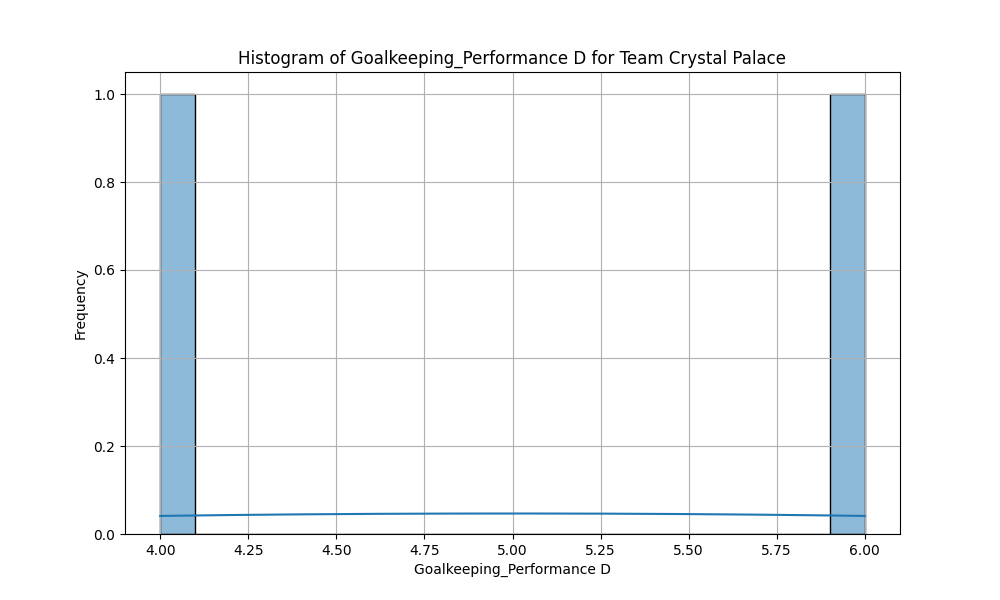 Histogram of Goalkeeping_Performance D for Team Crystal Palace
1.0
0.8
0.6
0.4
0.2
0.0
Frequency
4.00 4.25 4.50 4.75 5.00 5.25 5.50 5.75 6.00
Goalkeeping_Performance D